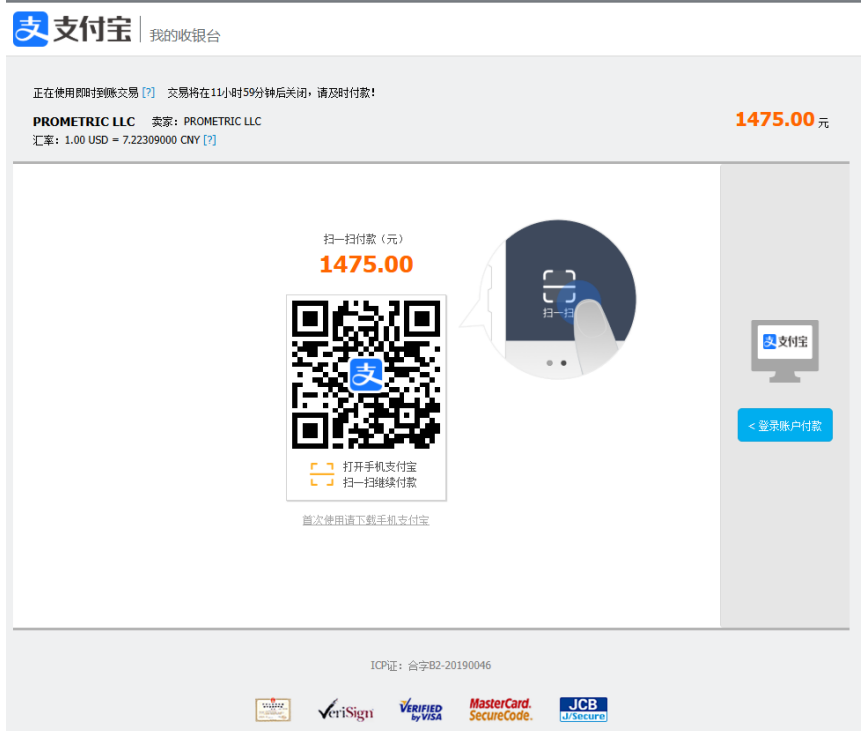 支 支付宝 我的收银台
正在使用即时到账交易 [?] 交易将在11小时59分钟后关闭，请及时付款！
PROMETRIC LLC 卖家：PROMETRIC LLC
1475.00 元
汇率：1.00 USD = 7.22309000 CNY [?]
扫一扫付款（元）
1475.00
扫一扫
支
打开手机支付宝
扫一扫继续付款
首次使用请下载手机支付宝
支 支付宝
< 登录账户付款
ICP证：合字B2-20190046
VeriSign
VERIFIED
by VISA
MasterCard.
SecureCode.
JCB
J/Secure